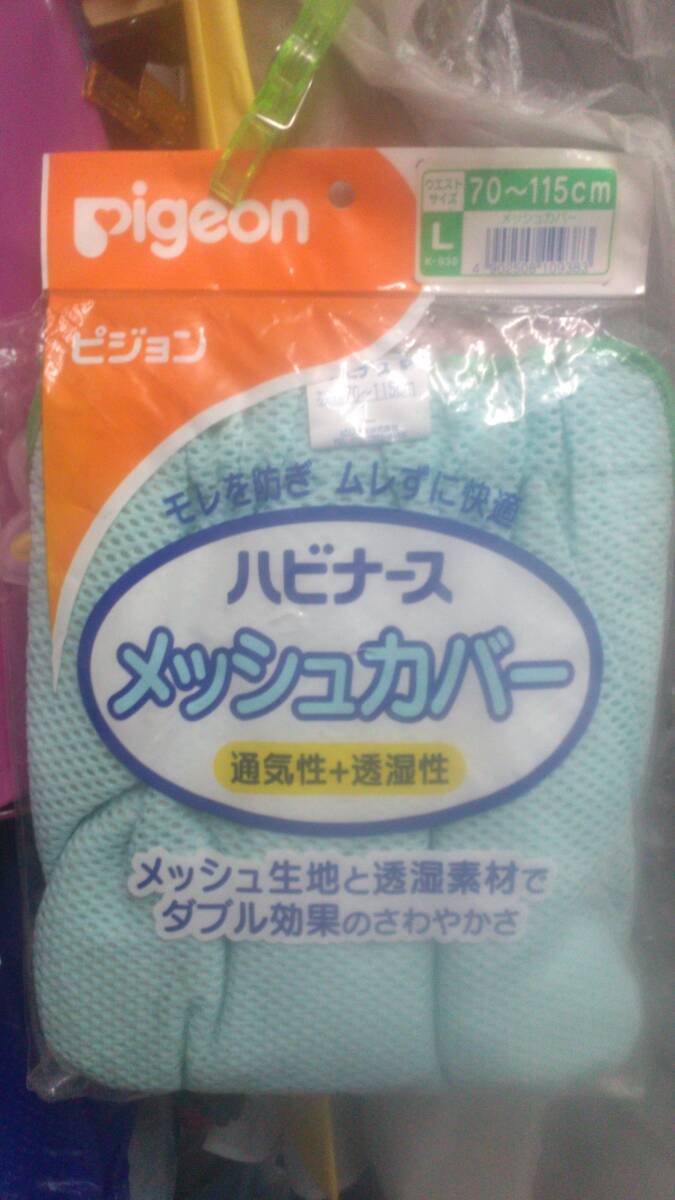 pigeon
ウエスト
サイズ
70〜115cm
L
メッシュカバー
ピジョン
70〜115cm
モレを防ぎ ムレずに快適
ハビナース
メッシュカバー
通気性+透湿性
メッシュ生地と透湿素材で
ダブル効果のさわやかさ